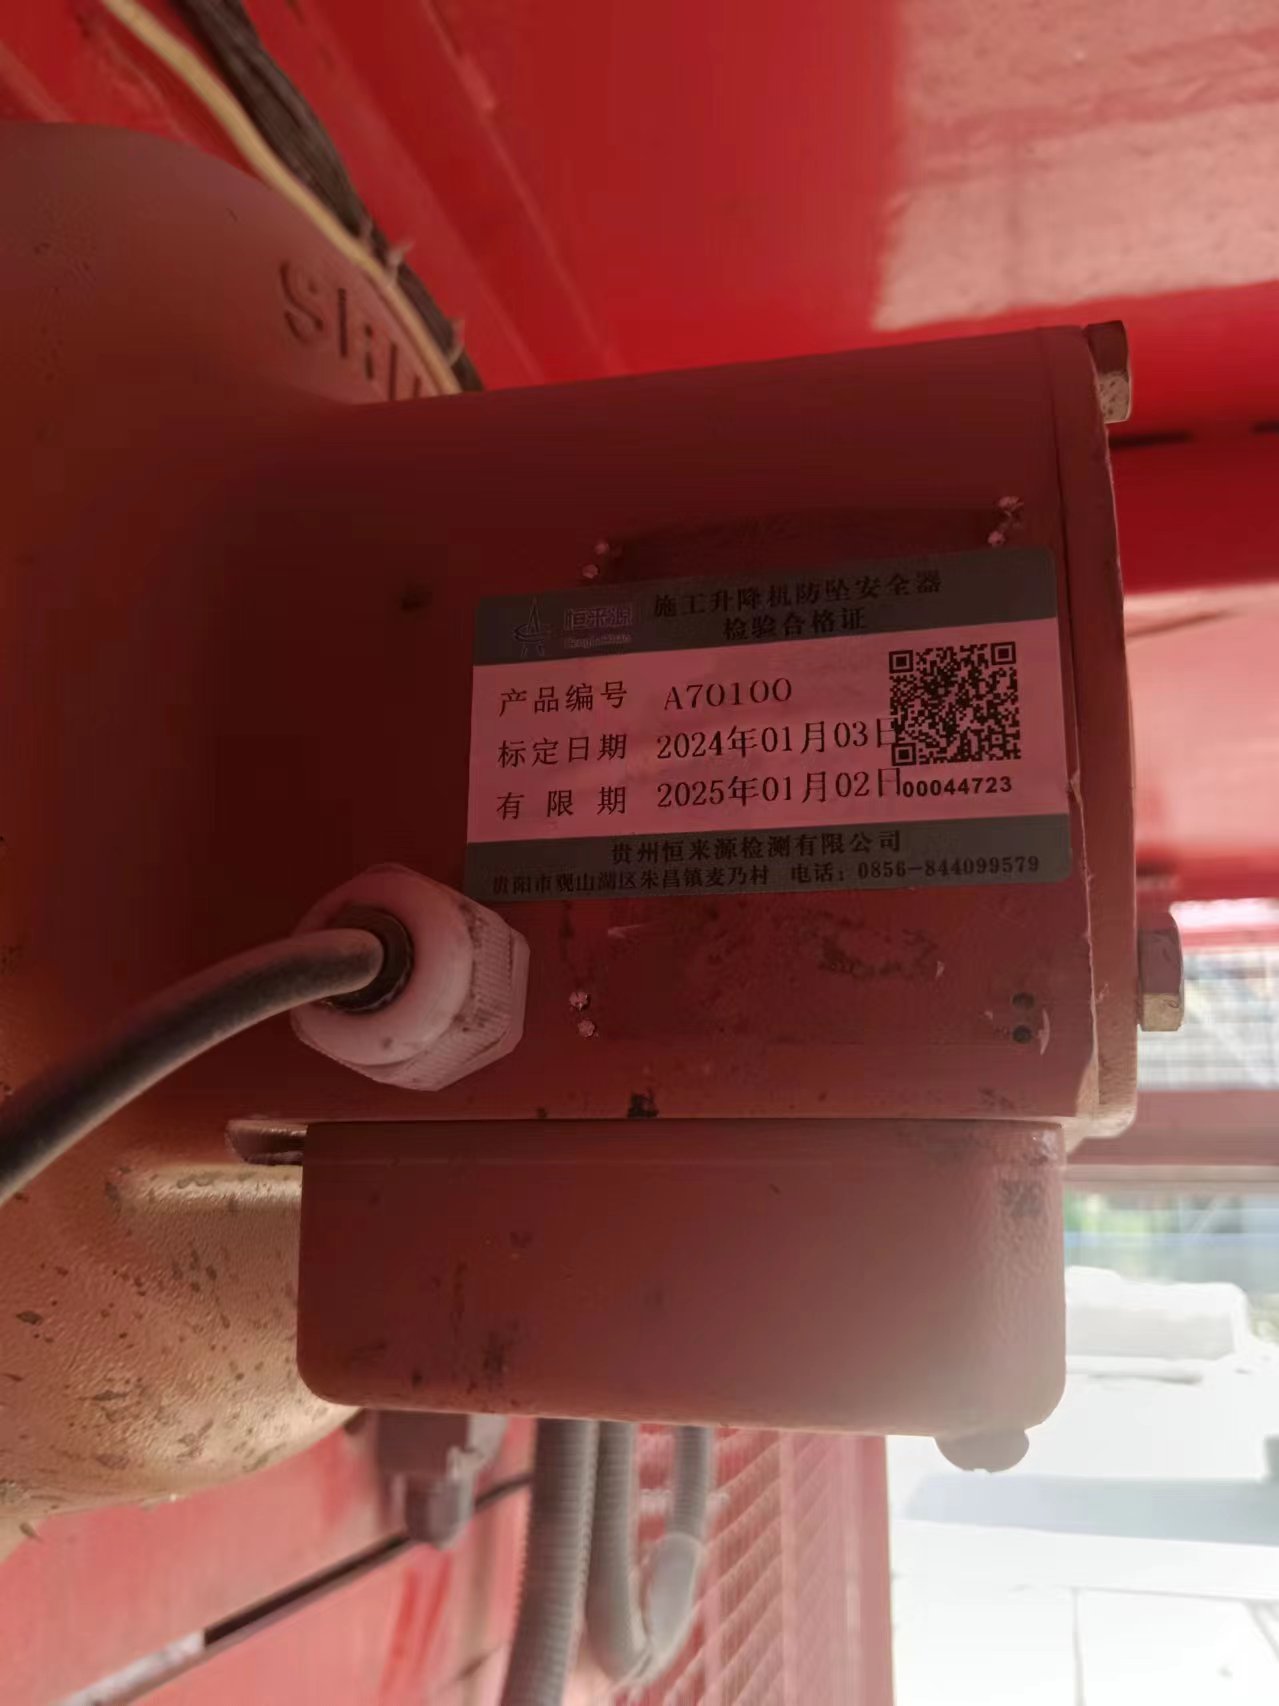 恒来源
施工升降机防坠安全器
检验合格证
产品编号 A70100
标定日期 2024年01月03日
有限期 2025年01月02日
00044723
贵州恒来源检测有限公司
贵阳市观山湖区朱昌镇麦乃村 电话：0856-844099579